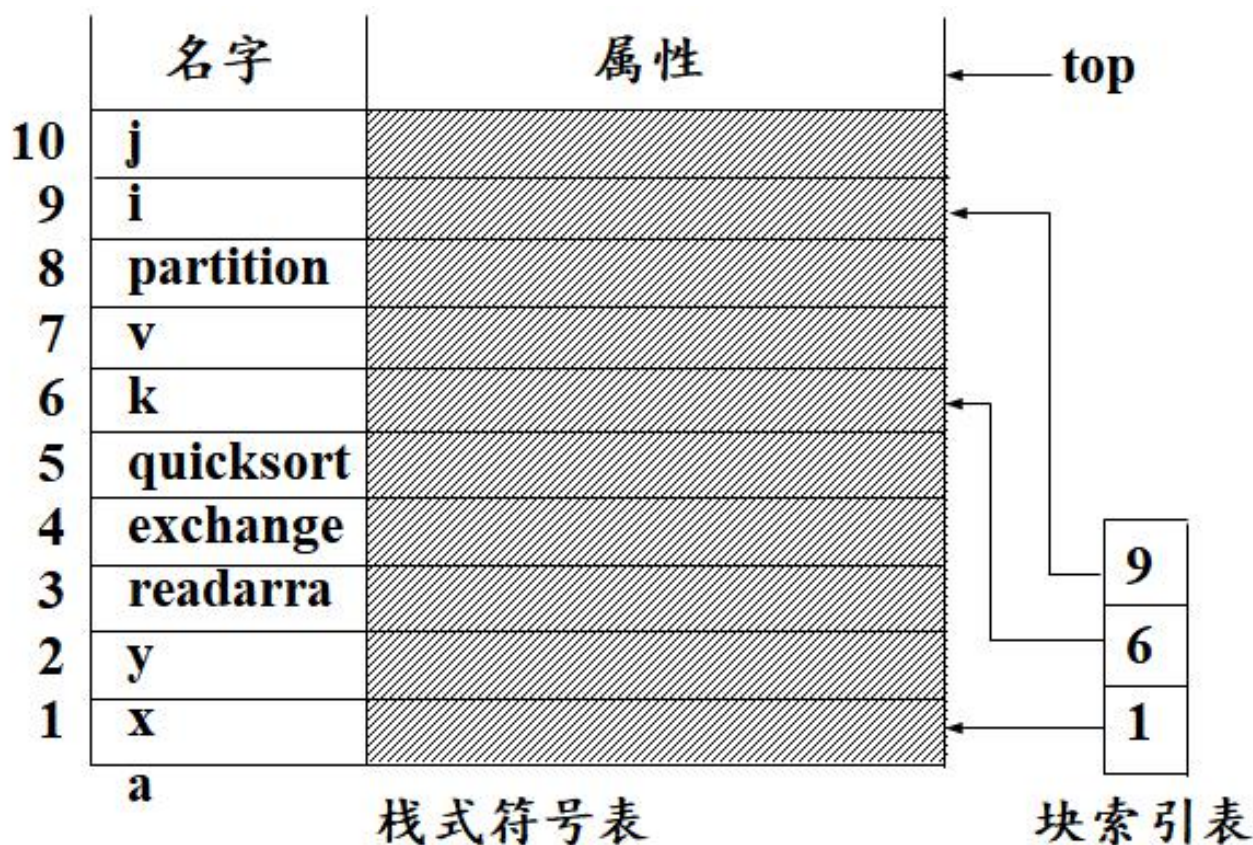 名字 属性 top
10 j
9 i 
8 partition
7 v
6 k
5 quicksort
4 exchange 9
3 readarra
2 y 6
1 x 1
a
栈式符号表 块索引表